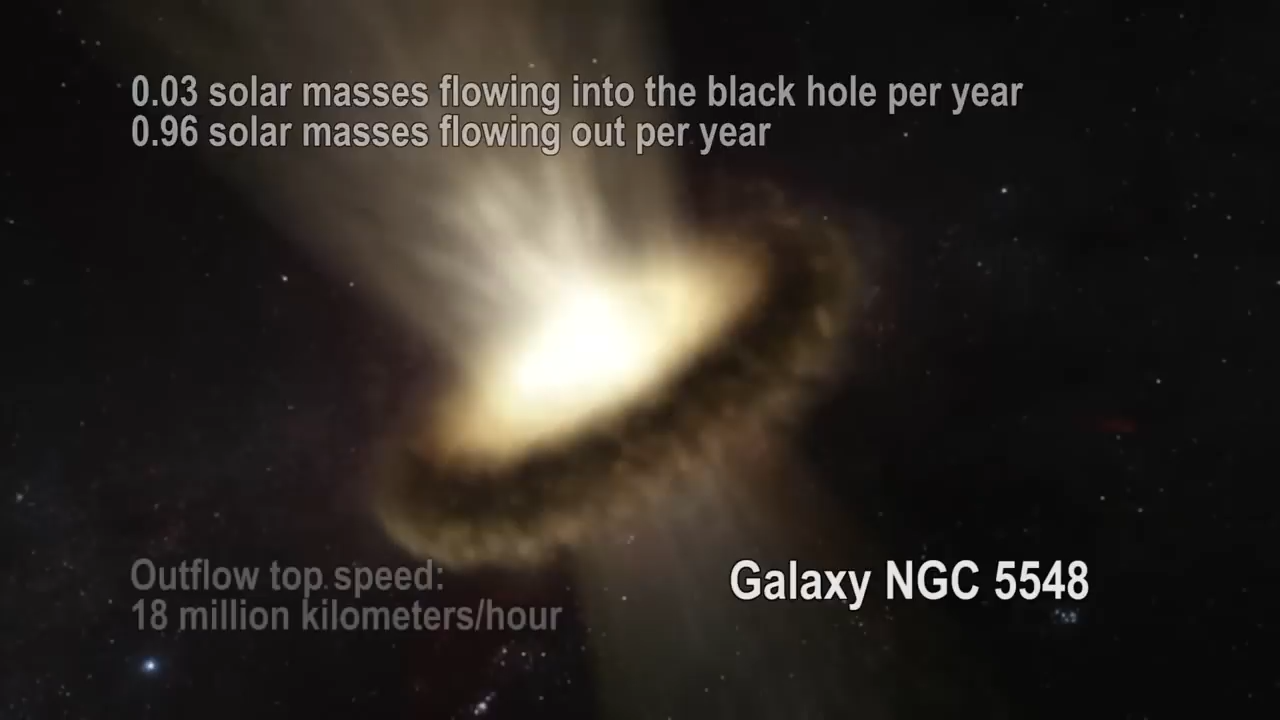 0.03 solar masses flowing into the black hole per year
0.96 solar masses flowing out per year
Outflow top speed:
18 million kilometers/hour
Galaxy NGC 5548